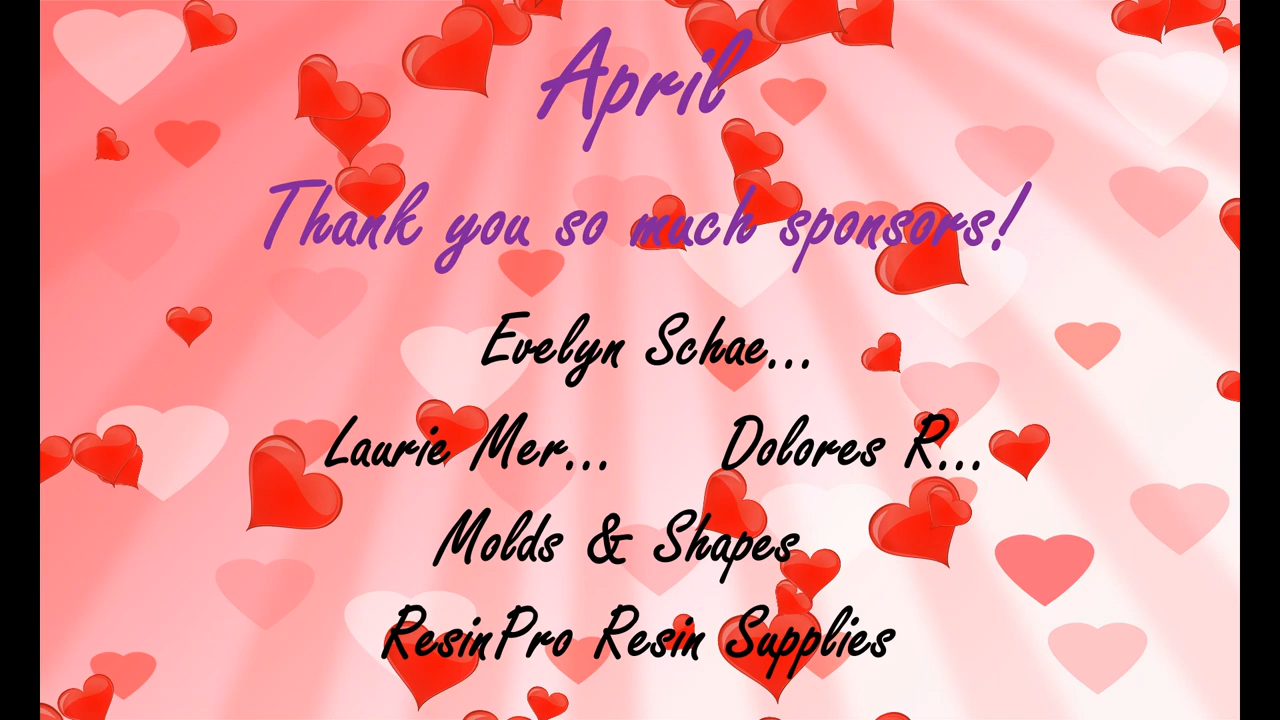 April
Thank you so much sponsors!
Evelyn Schae...
Laurie Mer... Dolores R...
Molds & Shapes
ResinPro Resin Supplies